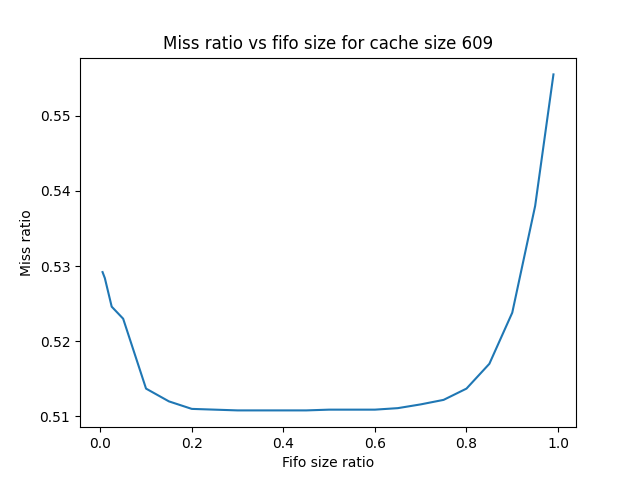 Miss ratio vs fifo size for cache size 609
0.55
0.54
0.53
0.52
0.51
Miss ratio
0.0 0.2 0.4 0.6 0.8 1.0
Fifo size ratio